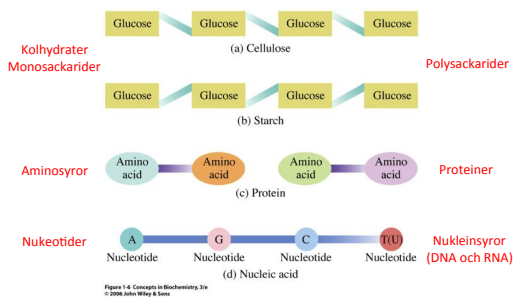 Kolhydrater
Monosackarider
Glucose Glucose Glucose Glucose
(a) Cellulose
Polysackarider
Glucose Glucose Glucose Glucose
(b) Starch
Aminosyror
Amino acid Amino acid Amino acid Amino acid
(c) Protein
Proteiner
Nukeotider
A G C T(U)
Nucleotide Nucleotide Nucleotide Nucleotide
(d) Nucleic acid
Nukleinsyror
(DNA och RNA)
Figure 1-6 Concepts in Biochemistry, 3/e
© 2006 John Wiley & Sons